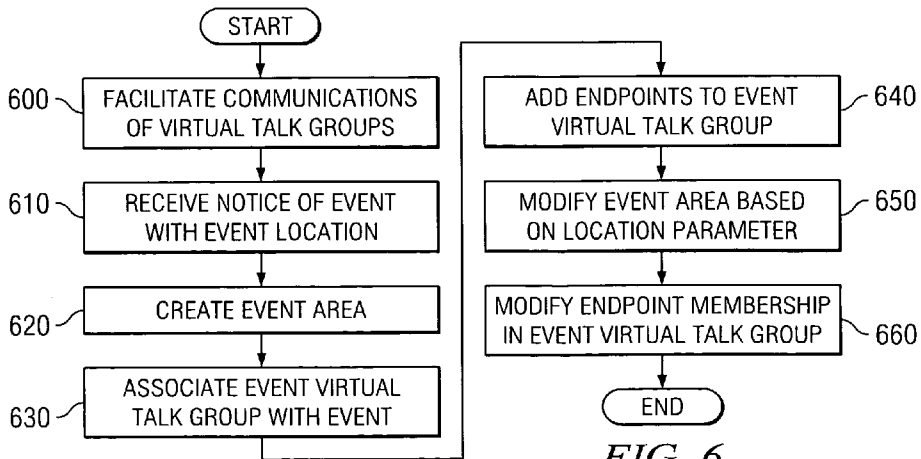 START
600
FACILITATE COMMUNICATIONS
OF VIRTUAL TALK GROUPS
610
RECEIVE NOTICE OF EVENT
WITH EVENT LOCATION
620
CREATE EVENT AREA
630
ASSOCIATE EVENT VIRTUAL
TALK GROUP WITH EVENT
ADD ENDPOINTS TO EVENT
VIRTUAL TALK GROUP
640
MODIFY EVENT AREA BASED
ON LOCATION PARAMETER
650
MODIFY ENDPOINT MEMBERSHIP
IN EVENT VIRTUAL TALK GROUP
660
END
FIG. 6